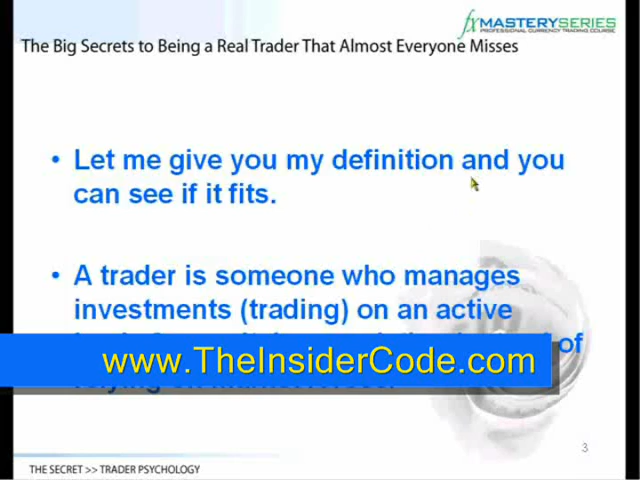 fx MASTERYSERIES
PROFESSIONAL CURRENCY TRADING COURSE
The Big Secrets to Being a Real Trader That Almost Everyone Misses
• Let me give you my definition and you
can see if it fits.
• A trader is someone who manages
investments (trading) on an active
of
www.TheInsiderCode.com
3
THE SECRET >> TRADER PSYCHOLOGY